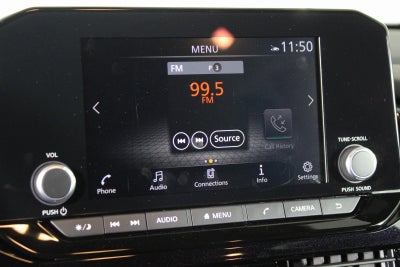 MENU
11:50
FM
P 3
99.5
FM
Source
Call History
Phone
Audio
Connections
Info
Settings
VOL
PUSH
TUNE·SCROLL
PUSH SOUND
AUDIO
MENU
CAMERA